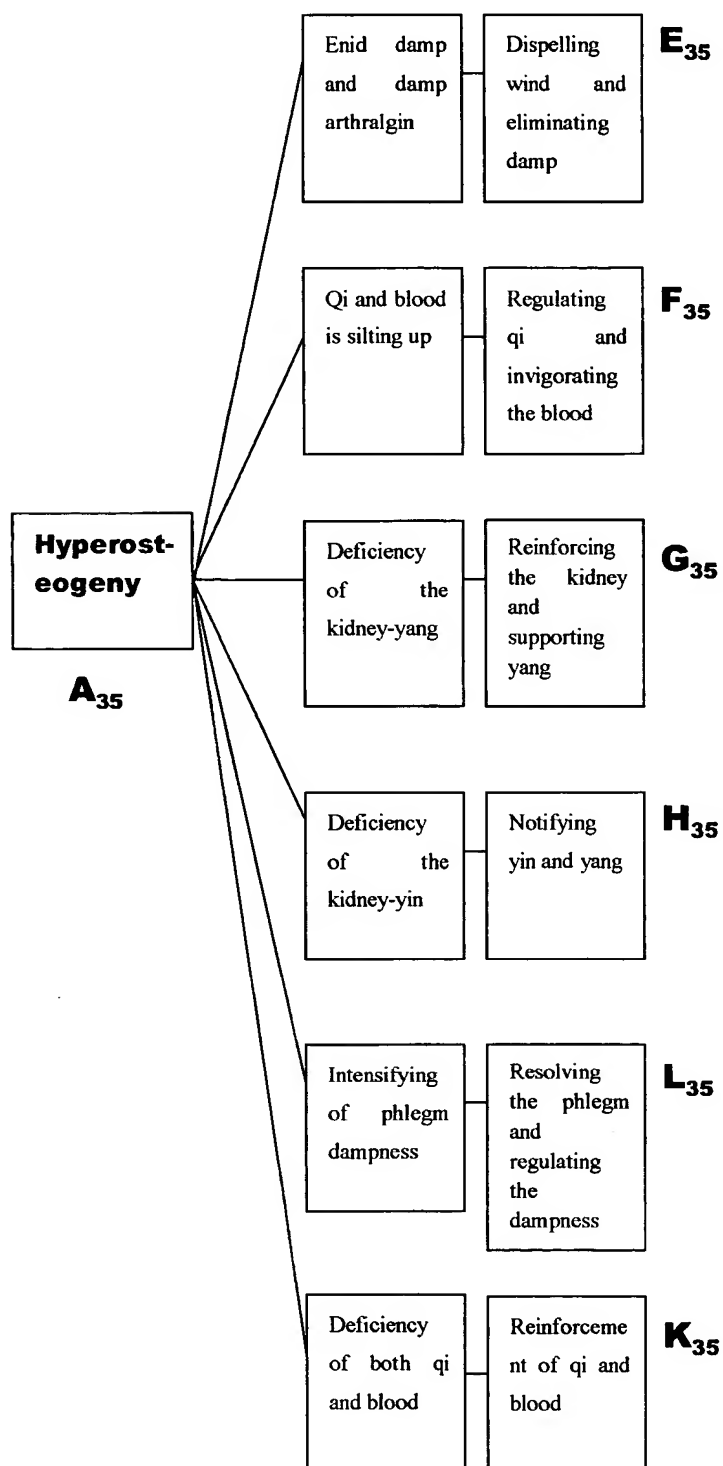 Enid damp
and damp
arthralgin
Dispelling
wind and
eliminating
damp
E35
Qi and blood
is silting up
Regulating
qi and
invigorating
the blood
F35
Hyperost-
eogeny
A35
Deficiency
of the
kidney-yang
Reinforcing
the kidney
and
supporting
yang
G35
Deficiency
of the
kidney-yin
Notifying
yin and yang
H35
Intensifying
of phlegm
dampness
Resolving
the phlegm
and
regulating
the
dampness
L35
Deficiency
of both qi
and blood
Reinforceme
nt of qi and
blood
K35